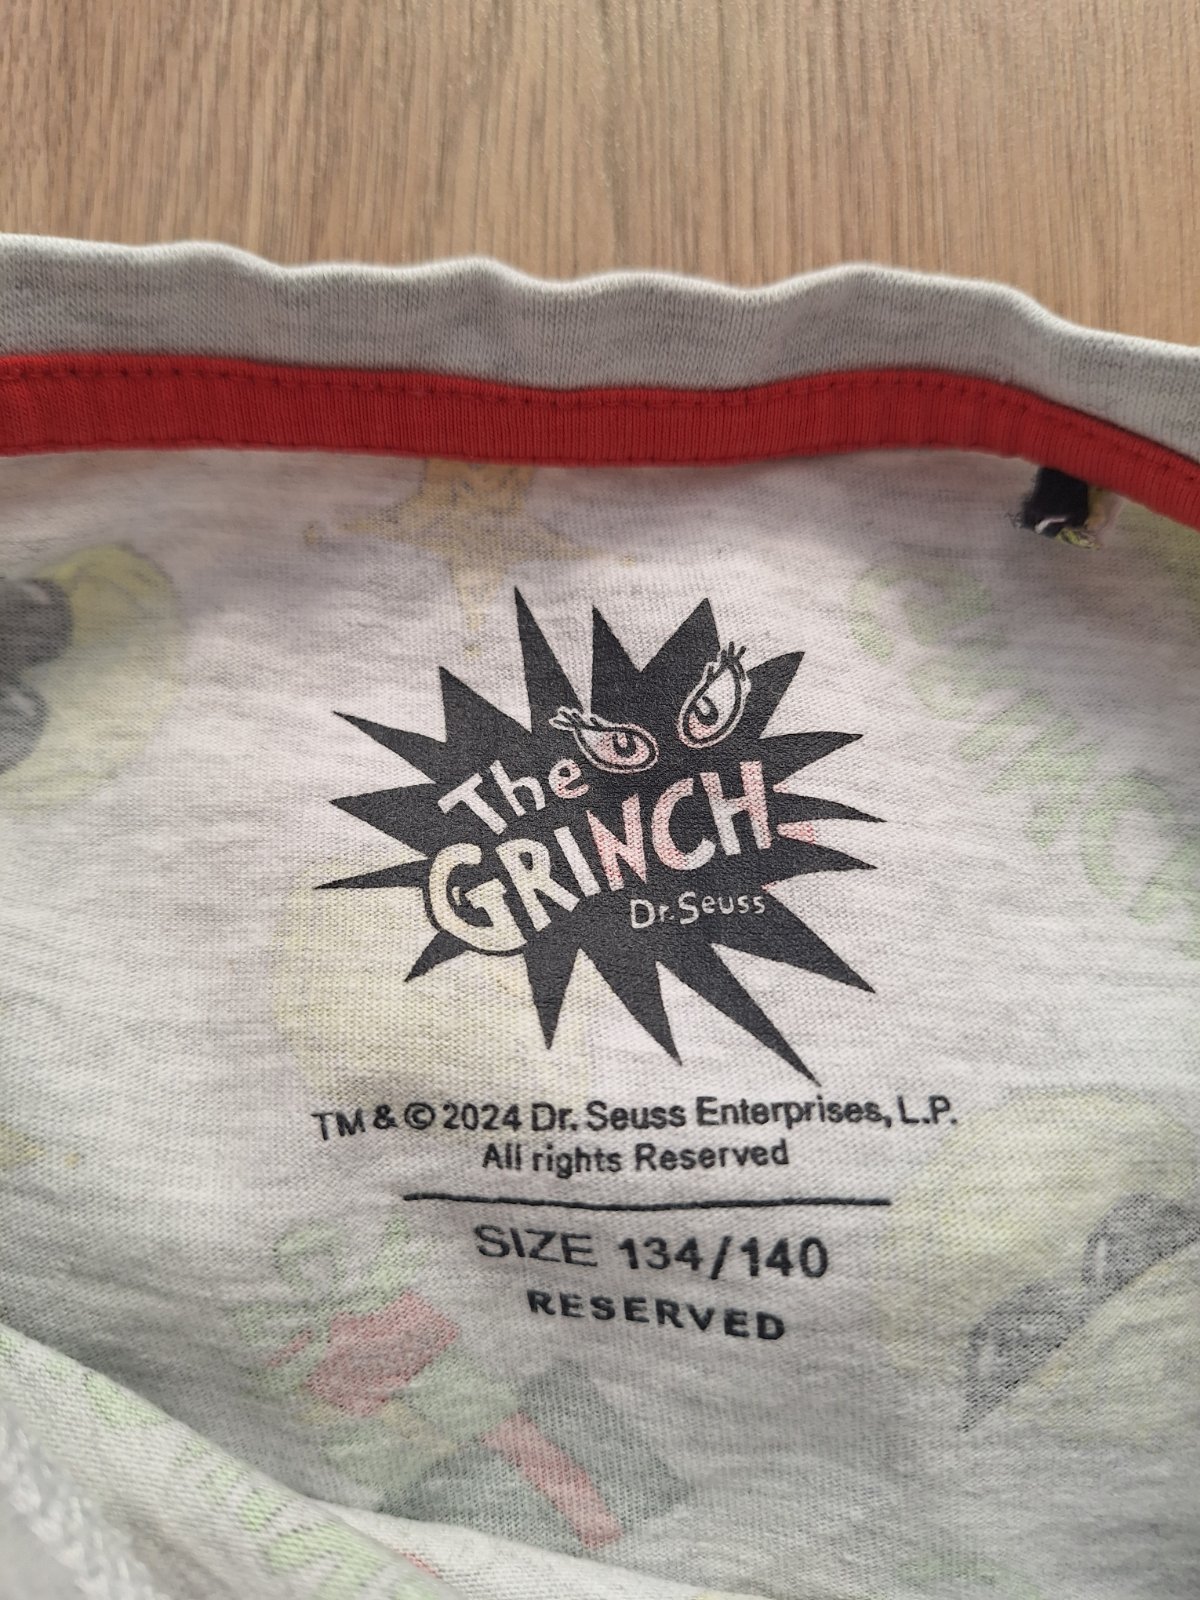 The
GRINCH
Dr. Seuss
TM & © 2024 Dr. Seuss Enterprises, L.P.
All rights Reserved
SIZE 134/140
RESERVED